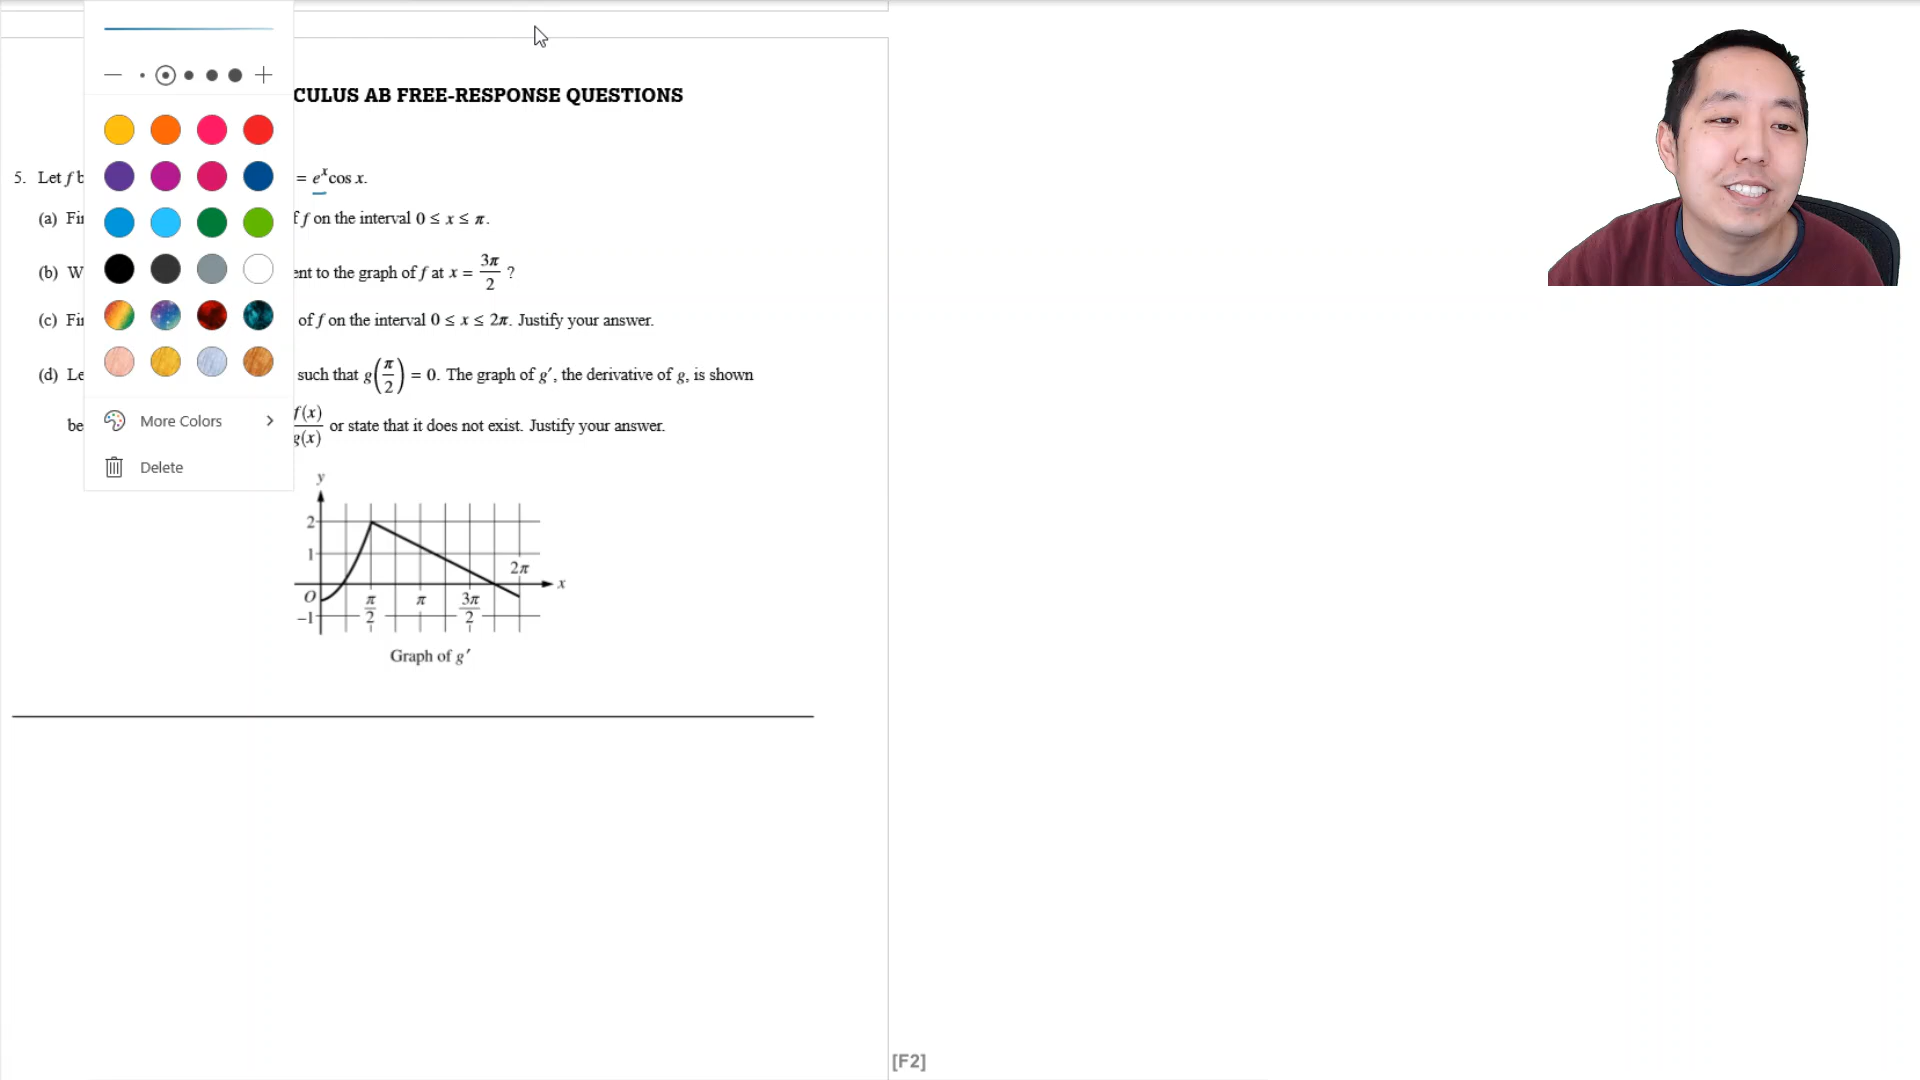 CULUS AB FREE-RESPONSE QUESTIONS
5. Let f b = eˣ cos x.
(a) Fi f on the interval 0 ≤ x ≤ π.
(b) W ent to the graph of f at x = 3π/2 ?
(c) Fi of f on the interval 0 ≤ x ≤ 2π. Justify your answer.
(d) Le such that g(π/2) = 0. The graph of g′, the derivative of g, is shown
be f(x)/g(x) or state that it does not exist. Justify your answer.
More Colors
Delete
y
2
1
2π
x
O
π/2
π
3π/2
−1
Graph of g′
[F2]